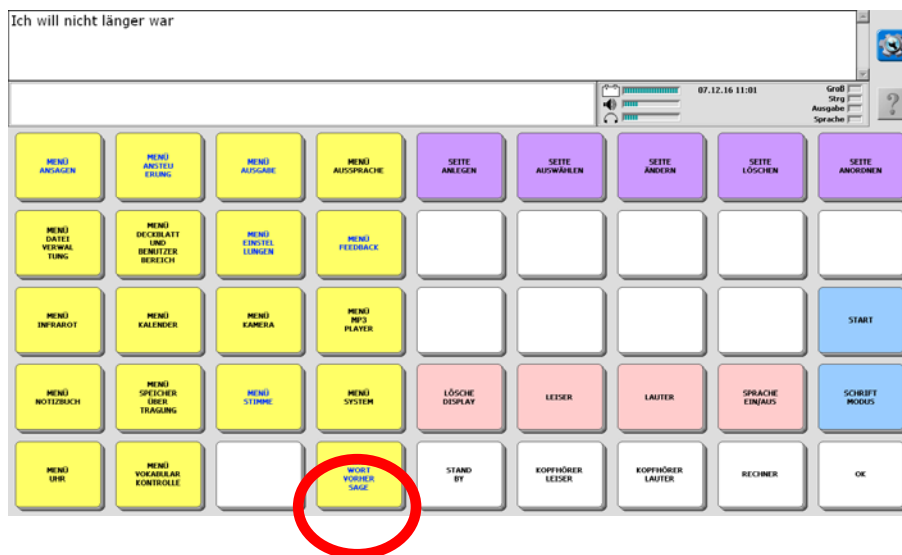 Ich will nicht länger war
07.12.16 11:01
Groß
Strg
Ausgabe
Sprache
?
MENÜ
ANSAGEN
MENÜ
ANSTEU
ERUNG
MENÜ
AUSGABE
MENÜ
AUSSPRACHE
SEITE
ANLEGEN
SEITE
AUSWÄHLEN
SEITE
ÄNDERN
SEITE
LÖSCHEN
SEITE
ANORDNEN
MENÜ
DATEI
VERWAL
TUNG
MENÜ
DECKBLATT
UND
BENUTZER
BEREICH
MENÜ
EINSTEL
LUNGEN
MENÜ
FEEDBACK
MENÜ
INFRAROT
MENÜ
KALENDER
MENÜ
KAMERA
MENÜ
MP3
PLAYER
START
MENÜ
NOTIZBUCH
MENÜ
SPEICHER
ÜBER
TRAGUNG
MENÜ
STIMME
MENÜ
SYSTEM
LÖSCHE
DISPLAY
LEISER
LAUTER
SPRACHE
EIN/AUS
SCHRIFT
MODUS
MENÜ
UHR
MENÜ
VOKABULAR
KONTROLLE
WORT
VORHER
SAGE
STAND
BY
KOPFHÖRER
LEISER
KOPFHÖRER
LAUTER
RECHNER
OK